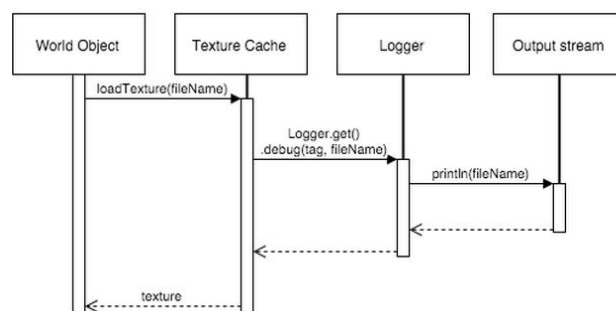 World Object
Texture Cache
Logger
Output stream
loadTexture(fileName)
Logger.get()
.debug(tag, fileName)
println(fileName)
texture